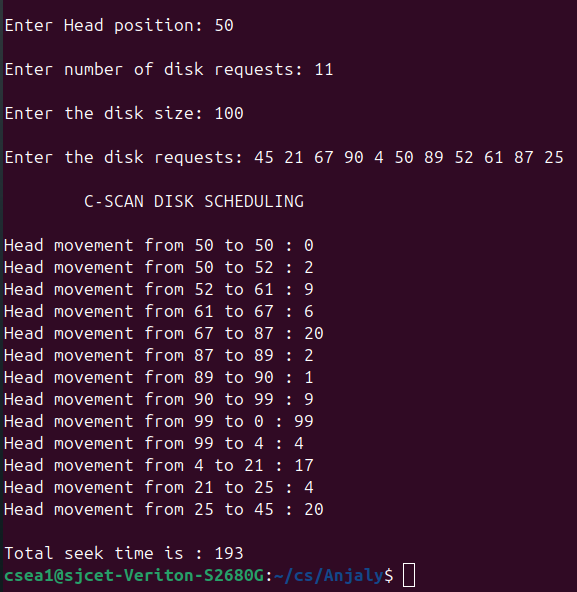 Enter Head position: 50
Enter number of disk requests: 11
Enter the disk size: 100
Enter the disk requests: 45 21 67 90 4 50 89 52 61 87 25
C-SCAN DISK SCHEDULING
Head movement from 50 to 50 : 0
Head movement from 50 to 52 : 2
Head movement from 52 to 61 : 9
Head movement from 61 to 67 : 6
Head movement from 67 to 87 : 20
Head movement from 87 to 89 : 2
Head movement from 89 to 90 : 1
Head movement from 90 to 99 : 9
Head movement from 99 to 0 : 99
Head movement from 99 to 4 : 4
Head movement from 4 to 21 : 17
Head movement from 21 to 25 : 4
Head movement from 25 to 45 : 20
Total seek time is : 193
csea1@sjcet-Veriton-S2680G:~/cs/Anjaly$